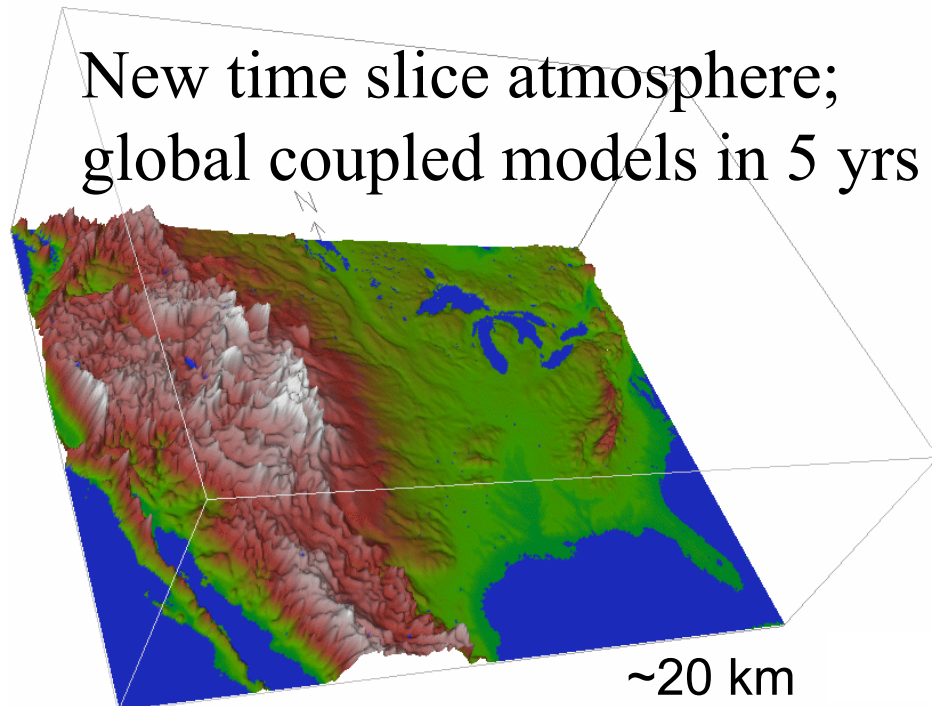 New time slice atmosphere;
global coupled models in 5 yrs
N
~20 km